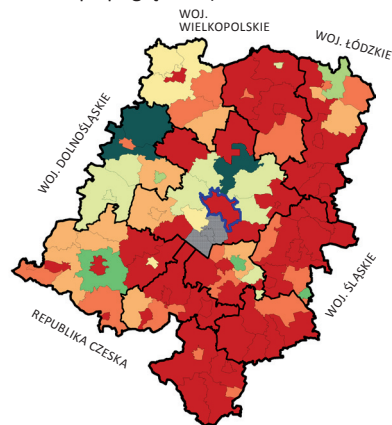 WOJ.
WIELKOPOLSKIE
WOJ. ŁÓDZKIE
WOJ. DOLNOŚLĄSKIE
WOJ. ŚLĄSKIE
REPUBLIKA CZESKA